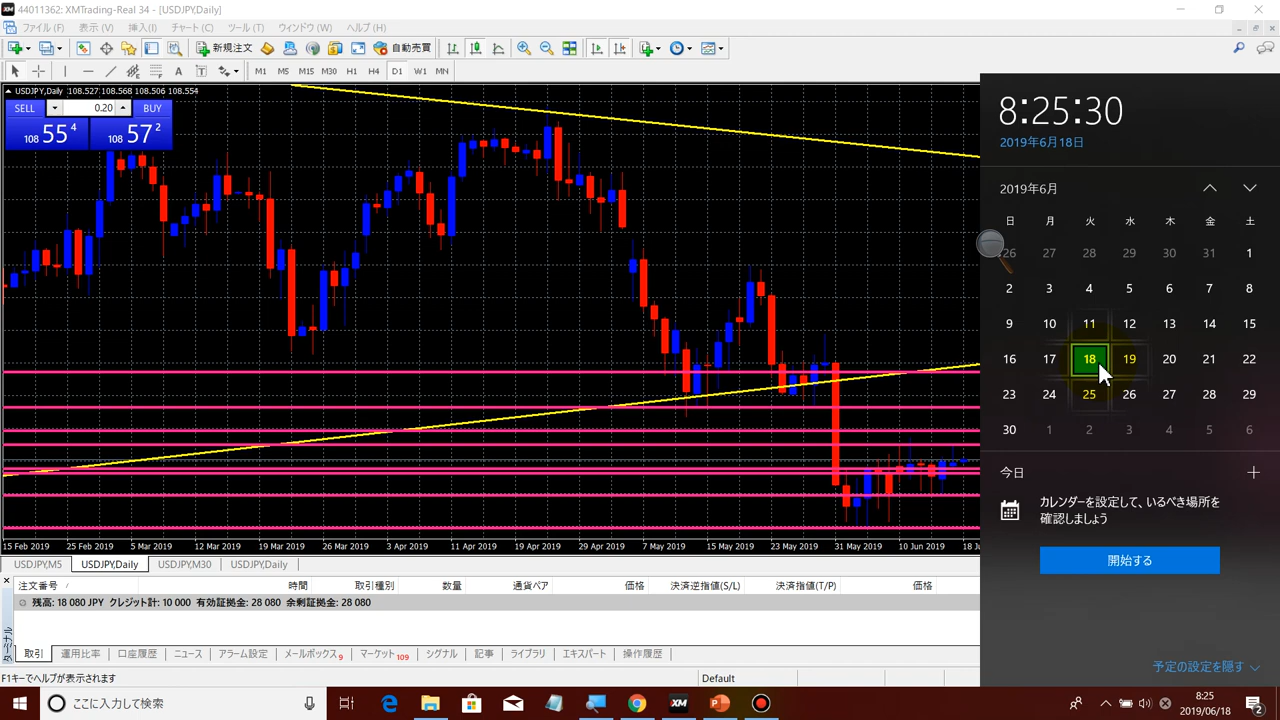 44011362: XMTrading-Real 34 - [USDJPY,Daily]
ファイル (F) 表示 (V) 挿入(I) チャート (C) ツール (T) ウィンドウ (W) ヘルプ (H)
新規注文 自動売買
A T M1 M5 M15 M30 H1 H4 D1 W1 MN
USDJPY,Daily 108.527 108.568 108.506 108.554
SELL 0.20 BUY
108 55 4 108 57 2
15 Feb 2019 25 Feb 2019 5 Mar 2019 12 Mar 2019 19 Mar 2019 26 Mar 2019 3 Apr 2019 11 Apr 2019 19 Apr 2019 29 Apr 2019 7 May 2019 15 May 2019 23 May 2019 31 May 2019 10 Jun 2019 18 Ju
USDJPY,M5 USDJPY,Daily USDJPY,M30 USDJPY,Daily
注文番号 / 時間 取引種別 数量 通貨ペア 価格 決済逆指値(S/L) 決済指値(T/P) 価格
残高: 18 080 JPY クレジット計: 10 000 有効証拠金: 28 080 余剰証拠金: 28 080
ターミナル
取引 運用比率 口座履歴 ニュース アラーム設定 メールボックス 9 マーケット 109 シグナル 記事 ライブラリ エキスパート 操作履歴
F1キーでヘルプが表示されます Default
8:25:30
2019年6月18日
2019年6月
日 月 火 水 木 金 土
26 27 28 29 30 31 1
2 3 4 5 6 7 8
9 10 11 12 13 14 15
16 17 18 19 20 21 22
23 24 25 26 27 28 29
30 1 2 3 4 5 6
今日
カレンダーを設定して、いるべき場所を
確認しましょう
開始する
予定の設定を隠す
ここに入力して検索
XM
8:25
2019/06/18
2